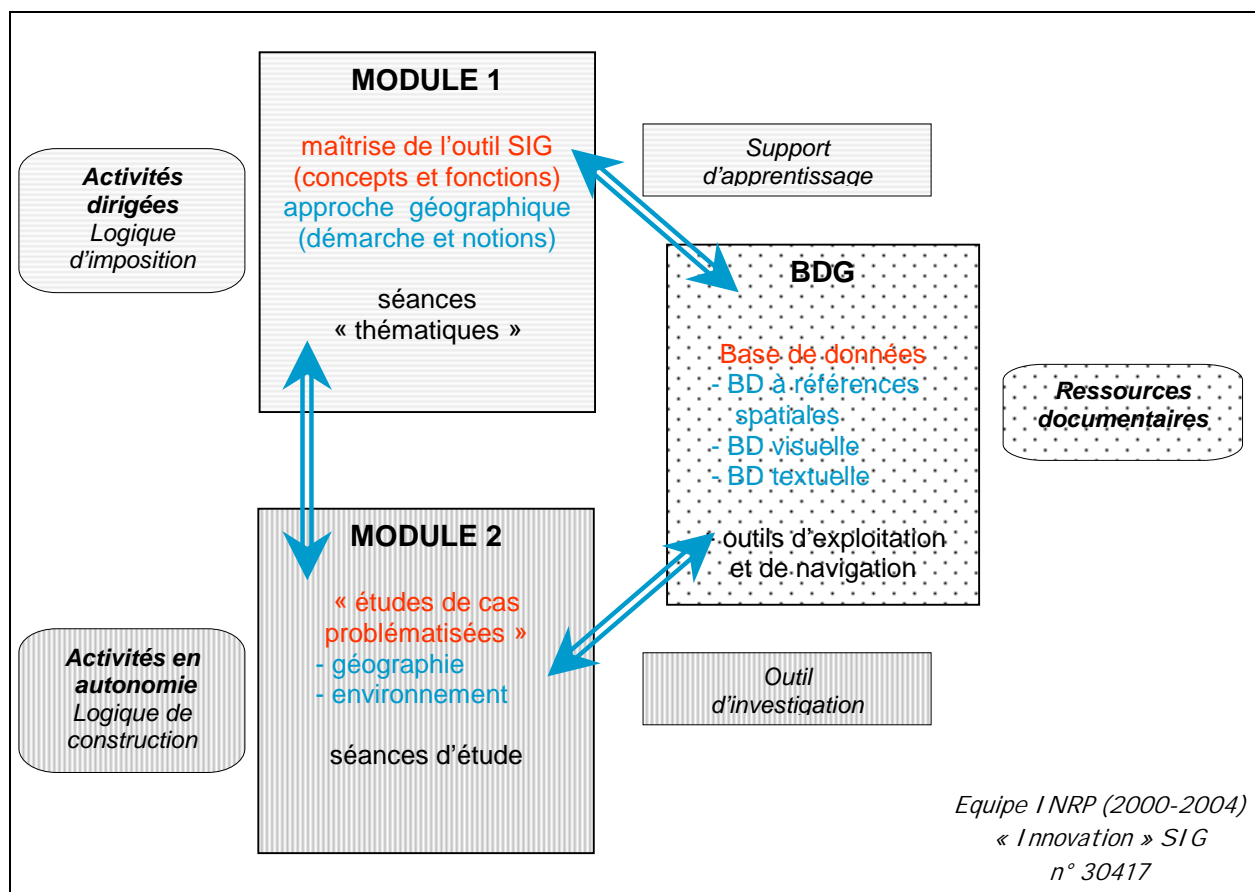 MODULE 1
maîtrise de l'outil SIG
(concepts et fonctions)
approche géographique
(démarche et notions)
séances
« thématiques »
Activités
dirigées
Logique
d'imposition
Support
d'apprentissage
BDG
Base de données
- BD à références
spatiales
- BD visuelle
- BD textuelle
- outils d'exploitation
et de navigation
Ressources
documentaires
MODULE 2
« études de cas
problématisées »
- géographie
- environnement
séances d'étude
Activités en
autonomie
Logique de
construction
Outil
d'investigation
Equipe INRP (2000-2004)
« Innovation » SIG
n° 30417